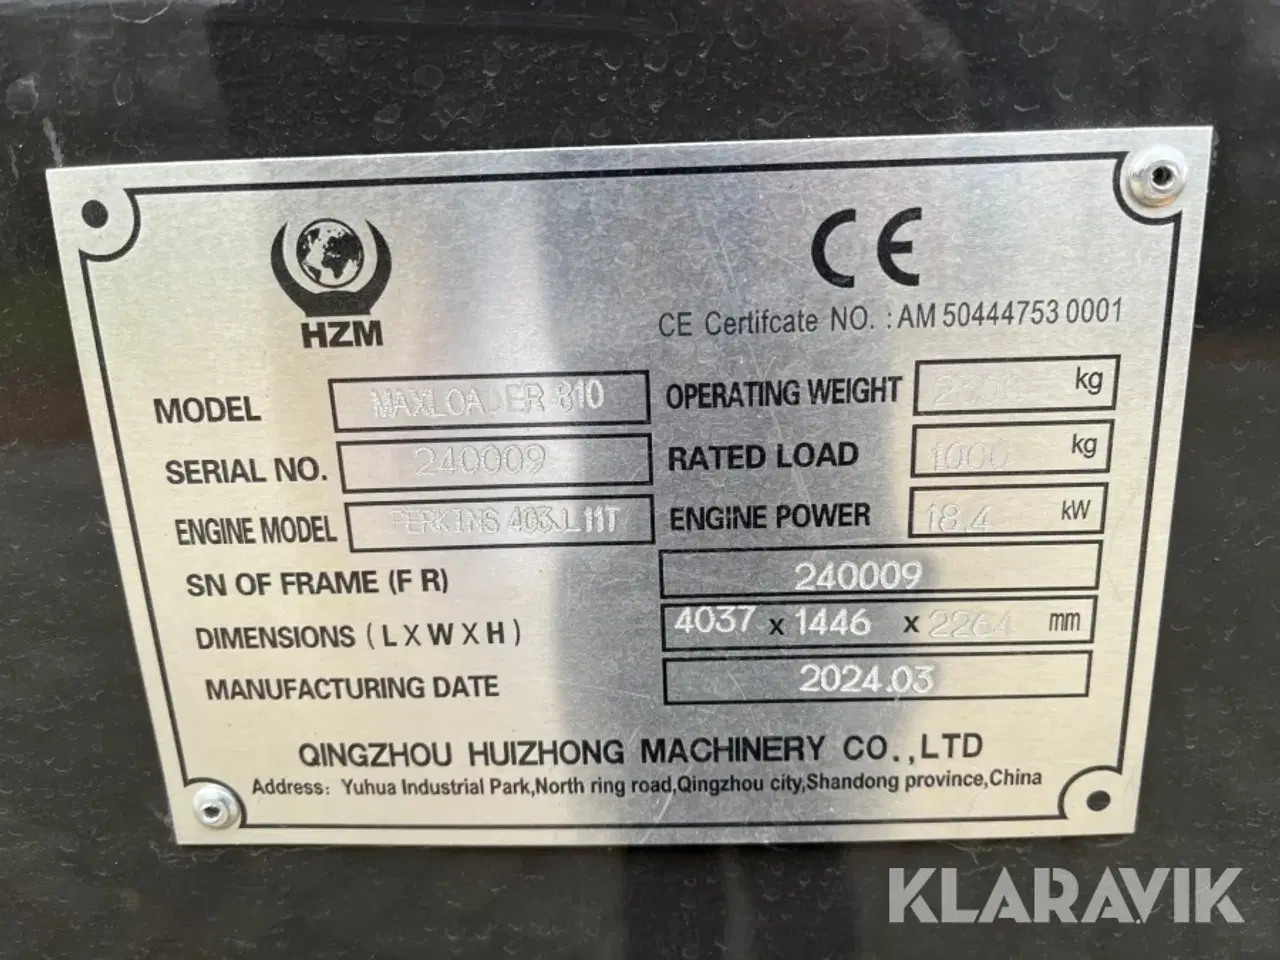 HZM
CE
CE Certifcate NO. : AM 50444753 0001
MODEL MAXLOADER 810
OPERATING WEIGHT kg
SERIAL NO. 240009
RATED LOAD 1000 kg
ENGINE MODEL PERKINS 403J 11T
ENGINE POWER 18.4 kW
SN OF FRAME (F R) 240009
DIMENSIONS (L X W X H) 4037 x 1446 x 2264 mm
MANUFACTURING DATE 2024.03
QINGZHOU HUIZHONG MACHINERY CO.,LTD
Address: Yuhua Industrial Park,North ring road,Qingzhou city,Shandong province,China
KLARAVIK